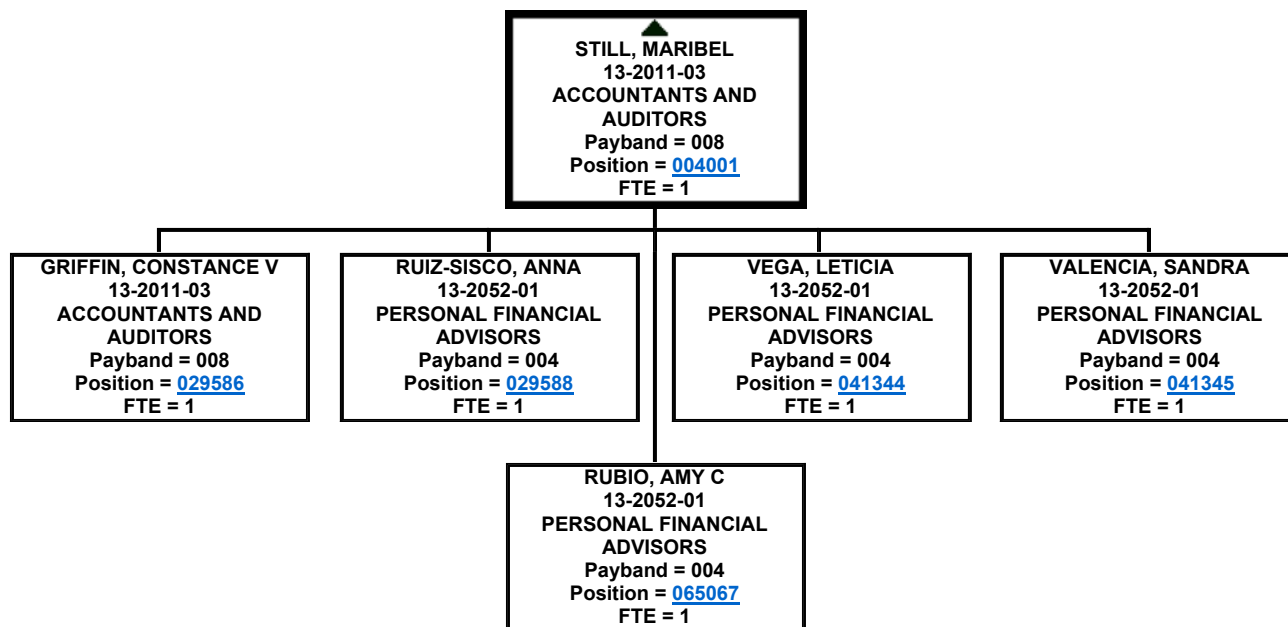 STILL, MARIBEL
13-2011-03
ACCOUNTANTS AND
AUDITORS
Payband = 008
Position = 004001
FTE = 1
GRIFFIN, CONSTANCE V
13-2011-03
ACCOUNTANTS AND
AUDITORS
Payband = 008
Position = 029586
FTE = 1
RUIZ-SISCO, ANNA
13-2052-01
PERSONAL FINANCIAL
ADVISORS
Payband = 004
Position = 029588
FTE = 1
VEGA, LETICIA
13-2052-01
PERSONAL FINANCIAL
ADVISORS
Payband = 004
Position = 041344
FTE = 1
VALENCIA, SANDRA
13-2052-01
PERSONAL FINANCIAL
ADVISORS
Payband = 004
Position = 041345
FTE = 1
RUBIO, AMY C
13-2052-01
PERSONAL FINANCIAL
ADVISORS
Payband = 004
Position = 065067
FTE = 1